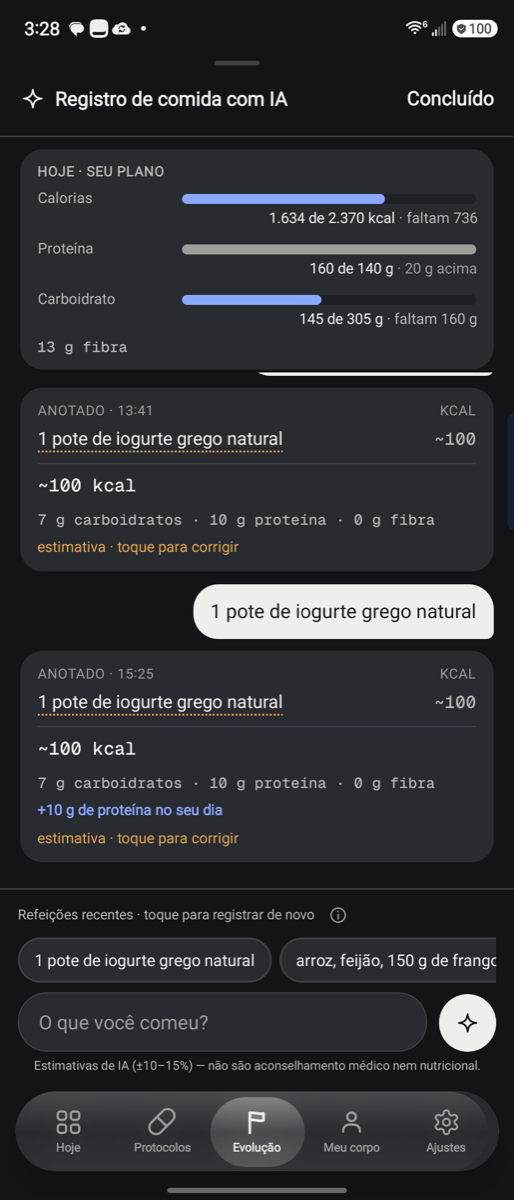 3:28
6
100
Registro de comida com IA
Concluído
HOJE · SEU PLANO
Calorias
1.634 de 2.370 kcal · faltam 736
Proteína
160 de 140 g · 20 g acima
Carboidrato
145 de 305 g · faltam 160 g
13 g fibra
ANOTADO · 13:41 KCAL
1 pote de iogurte grego natural ~100
~100 kcal
7 g carboidratos · 10 g proteína · 0 g fibra
estimativa · toque para corrigir
1 pote de iogurte grego natural
ANOTADO · 15:25 KCAL
1 pote de iogurte grego natural ~100
~100 kcal
7 g carboidratos · 10 g proteína · 0 g fibra
+10 g de proteína no seu dia
estimativa · toque para corrigir
Refeições recentes · toque para registrar de novo
1 pote de iogurte grego natural
arroz, feijão, 150 g de frango
O que você comeu?
Estimativas de IA (±10–15%) — não são aconselhamento médico nem nutricional.
Hoje Protocolos Evolução Meu corpo Ajustes